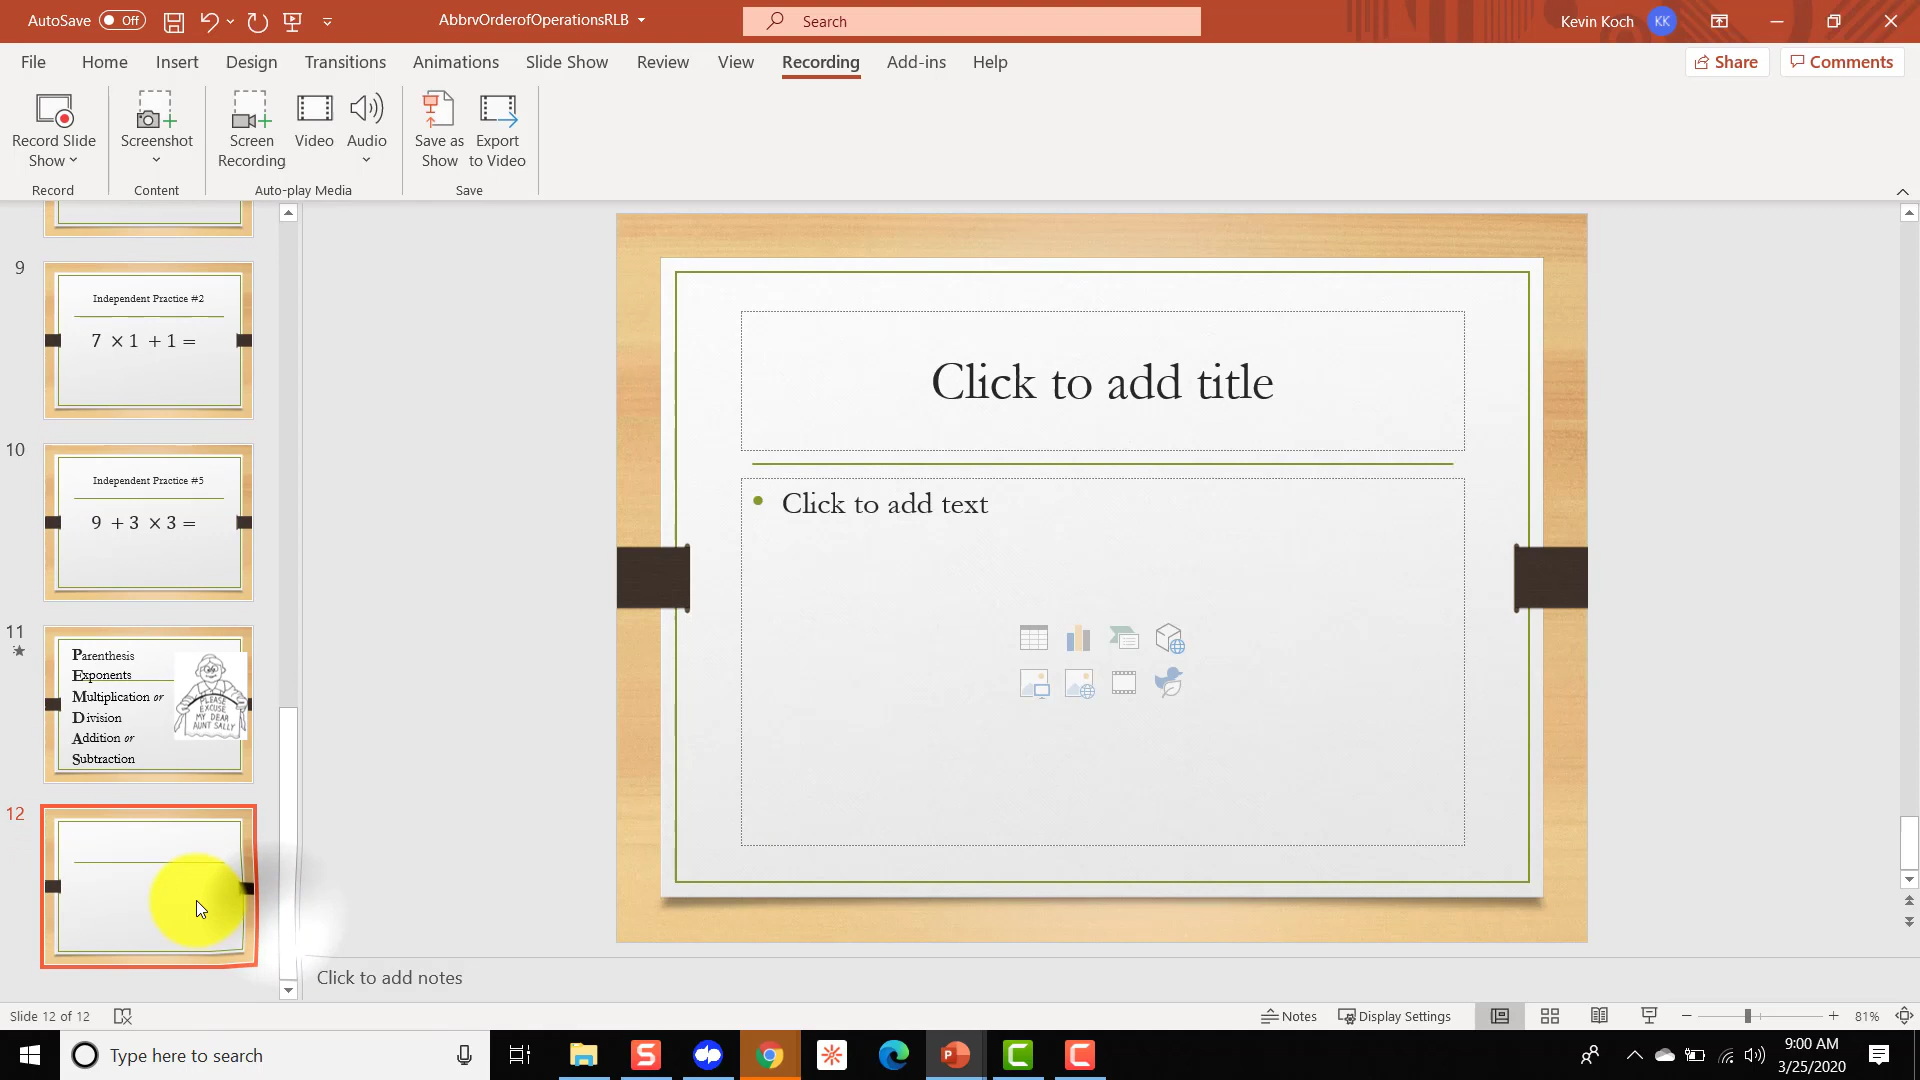 AutoSave Off
AbbrvOrderofOperationsRLB
Search
Kevin Koch KK
File Home Insert Design Transitions Animations Slide Show Review View Recording Add-ins Help
Share Comments
Record Slide Show
Screenshot
Screen Recording
Video
Audio
Save as Show
Export to Video
Record Content Auto-play Media Save
9
Independent Practice #2
7 × 1 + 1 =
10
Independent Practice #5
9 + 3 × 3 =
11
Parenthesis
Exponents
Multiplication or
Division
Addition or
Subtraction
PLEASE
EXCUSE
MY DEAR
AUNT SALLY
12
Click to add title
Click to add text
Click to add notes
Slide 12 of 12
Notes Display Settings 81%
Type here to search
9:00 AM
3/25/2020